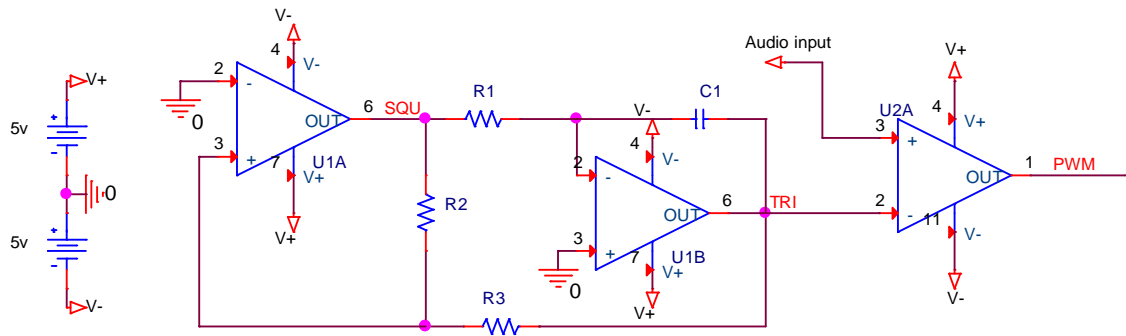 V+
5v
0
5v
V-
V-
4
V-
2
-
0
OUT
6
SQU
3
+
7
U1A
V+
V+
R1
R2
R3
C1
V-
4
V-
2
-
OUT
6
TRI
3
+
0
7
U1B
V+
V+
Audio input
V+
U2A
4
V+
3
+
OUT
1
PWM
2
-
11
V-
V-